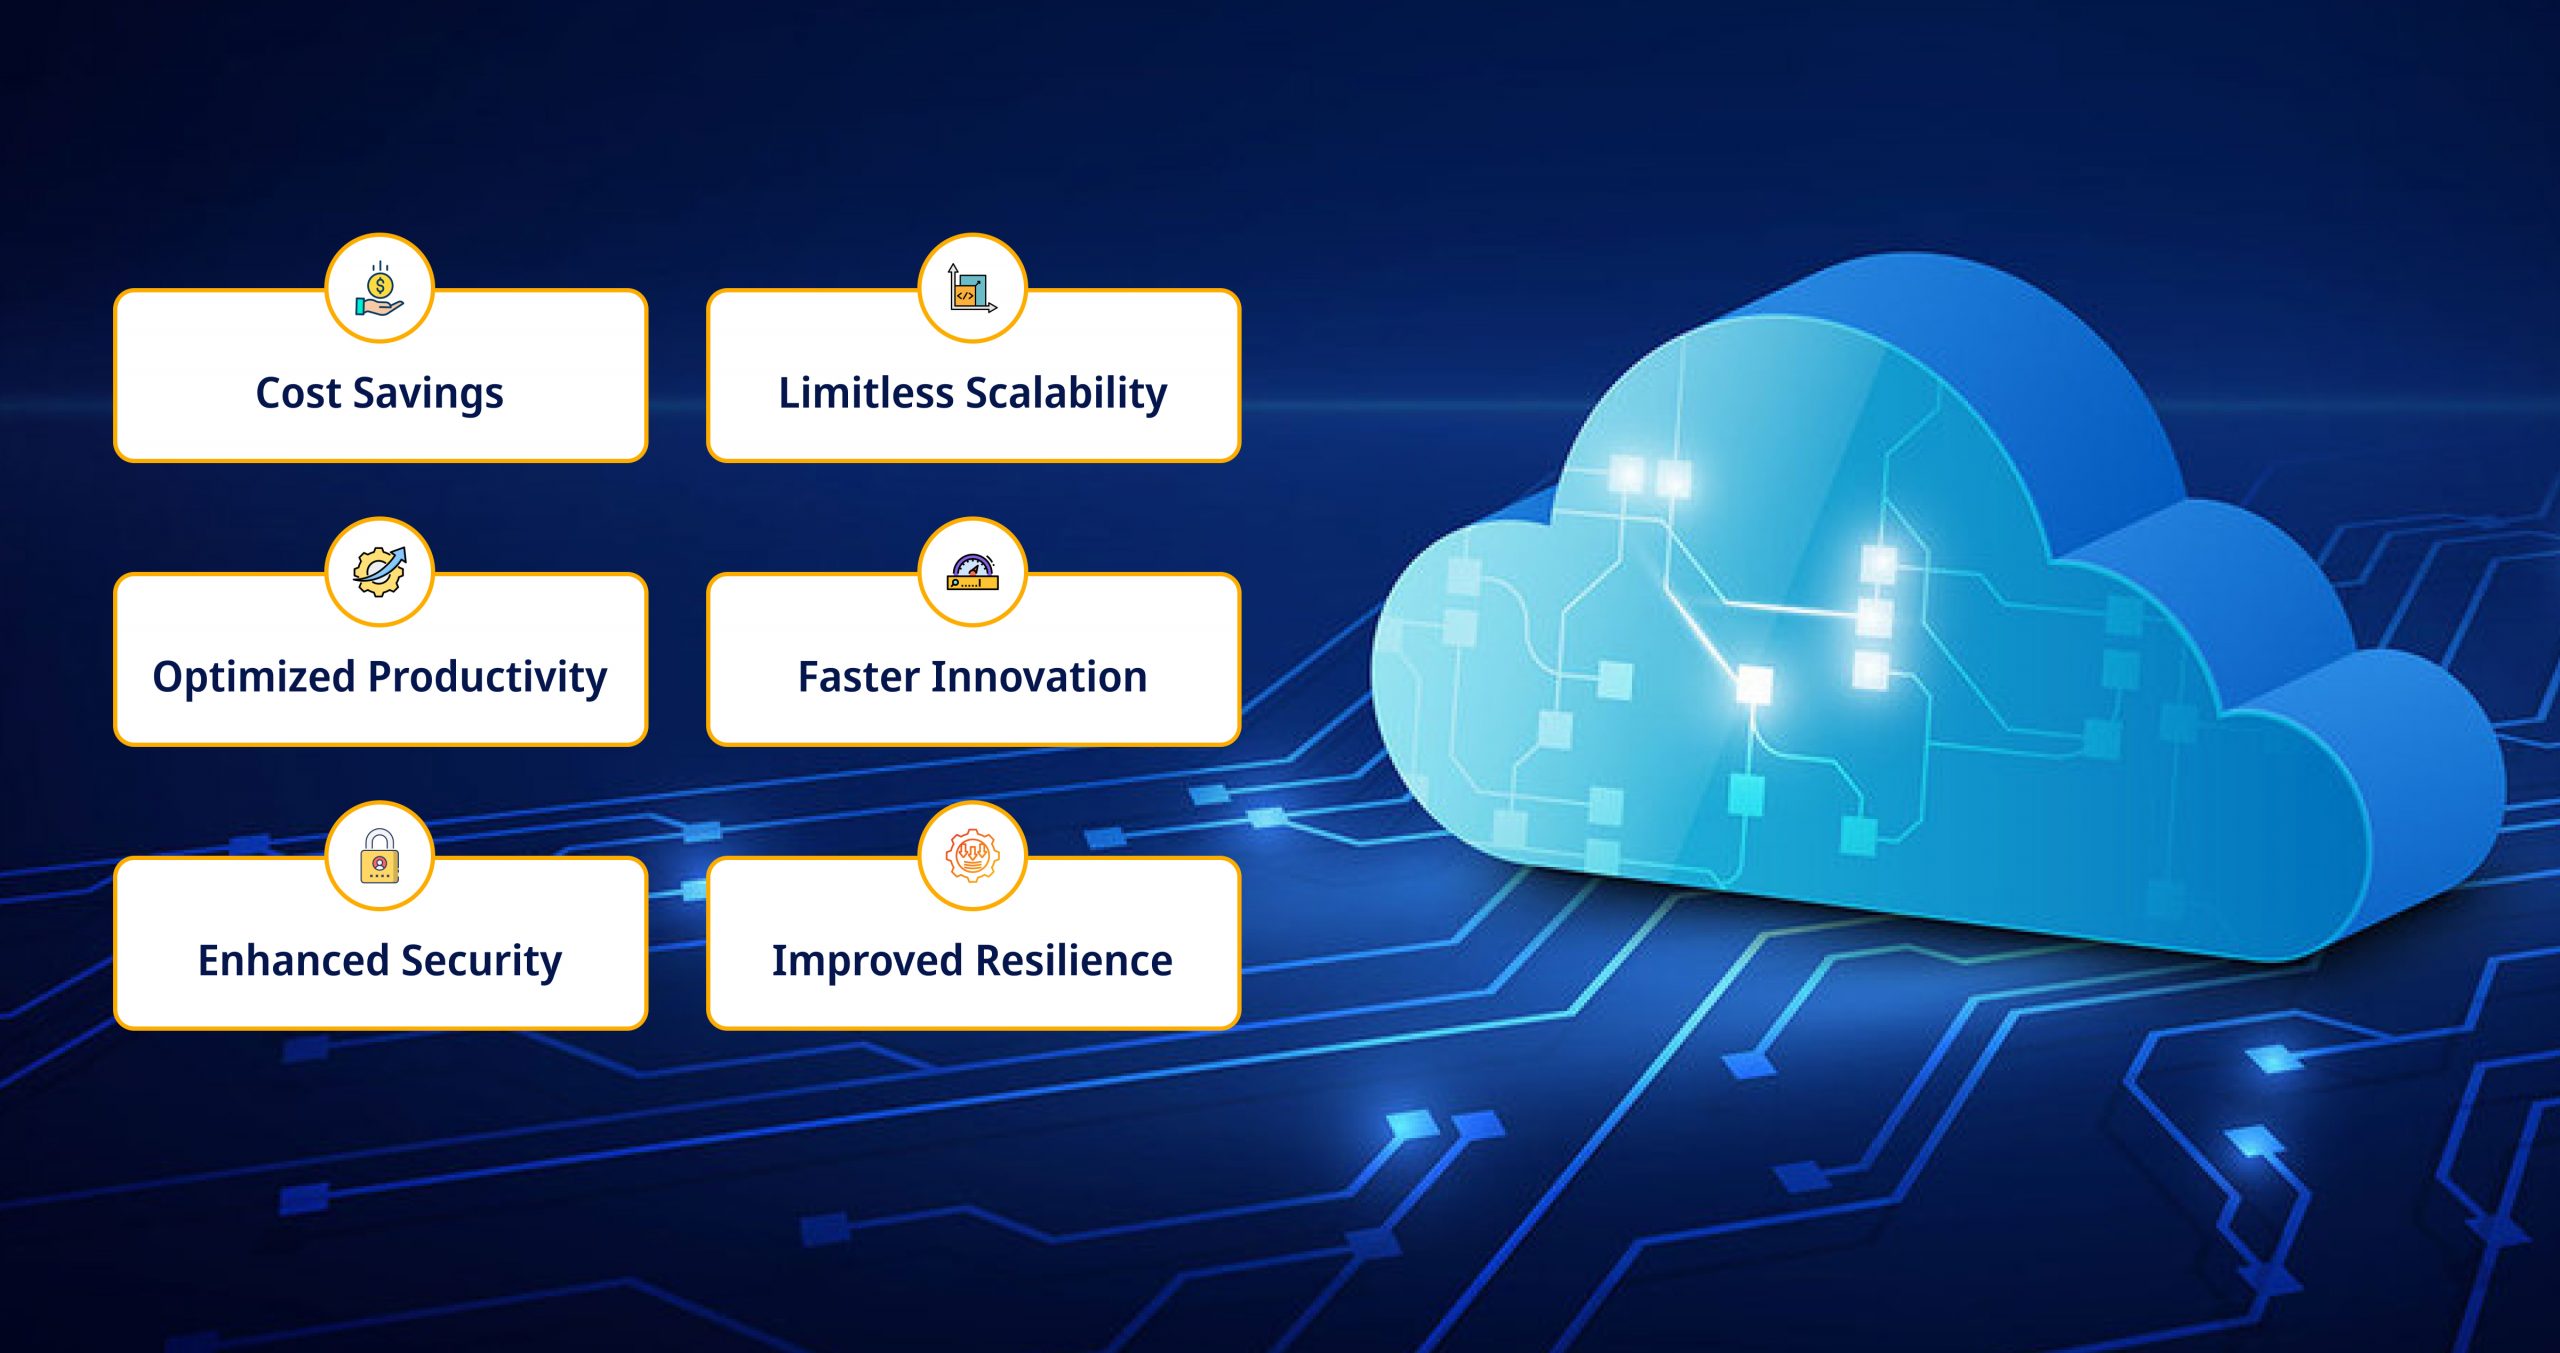 Cost Savings
Limitless Scalability
Optimized Productivity
Faster Innovation
Enhanced Security
Improved Resilience